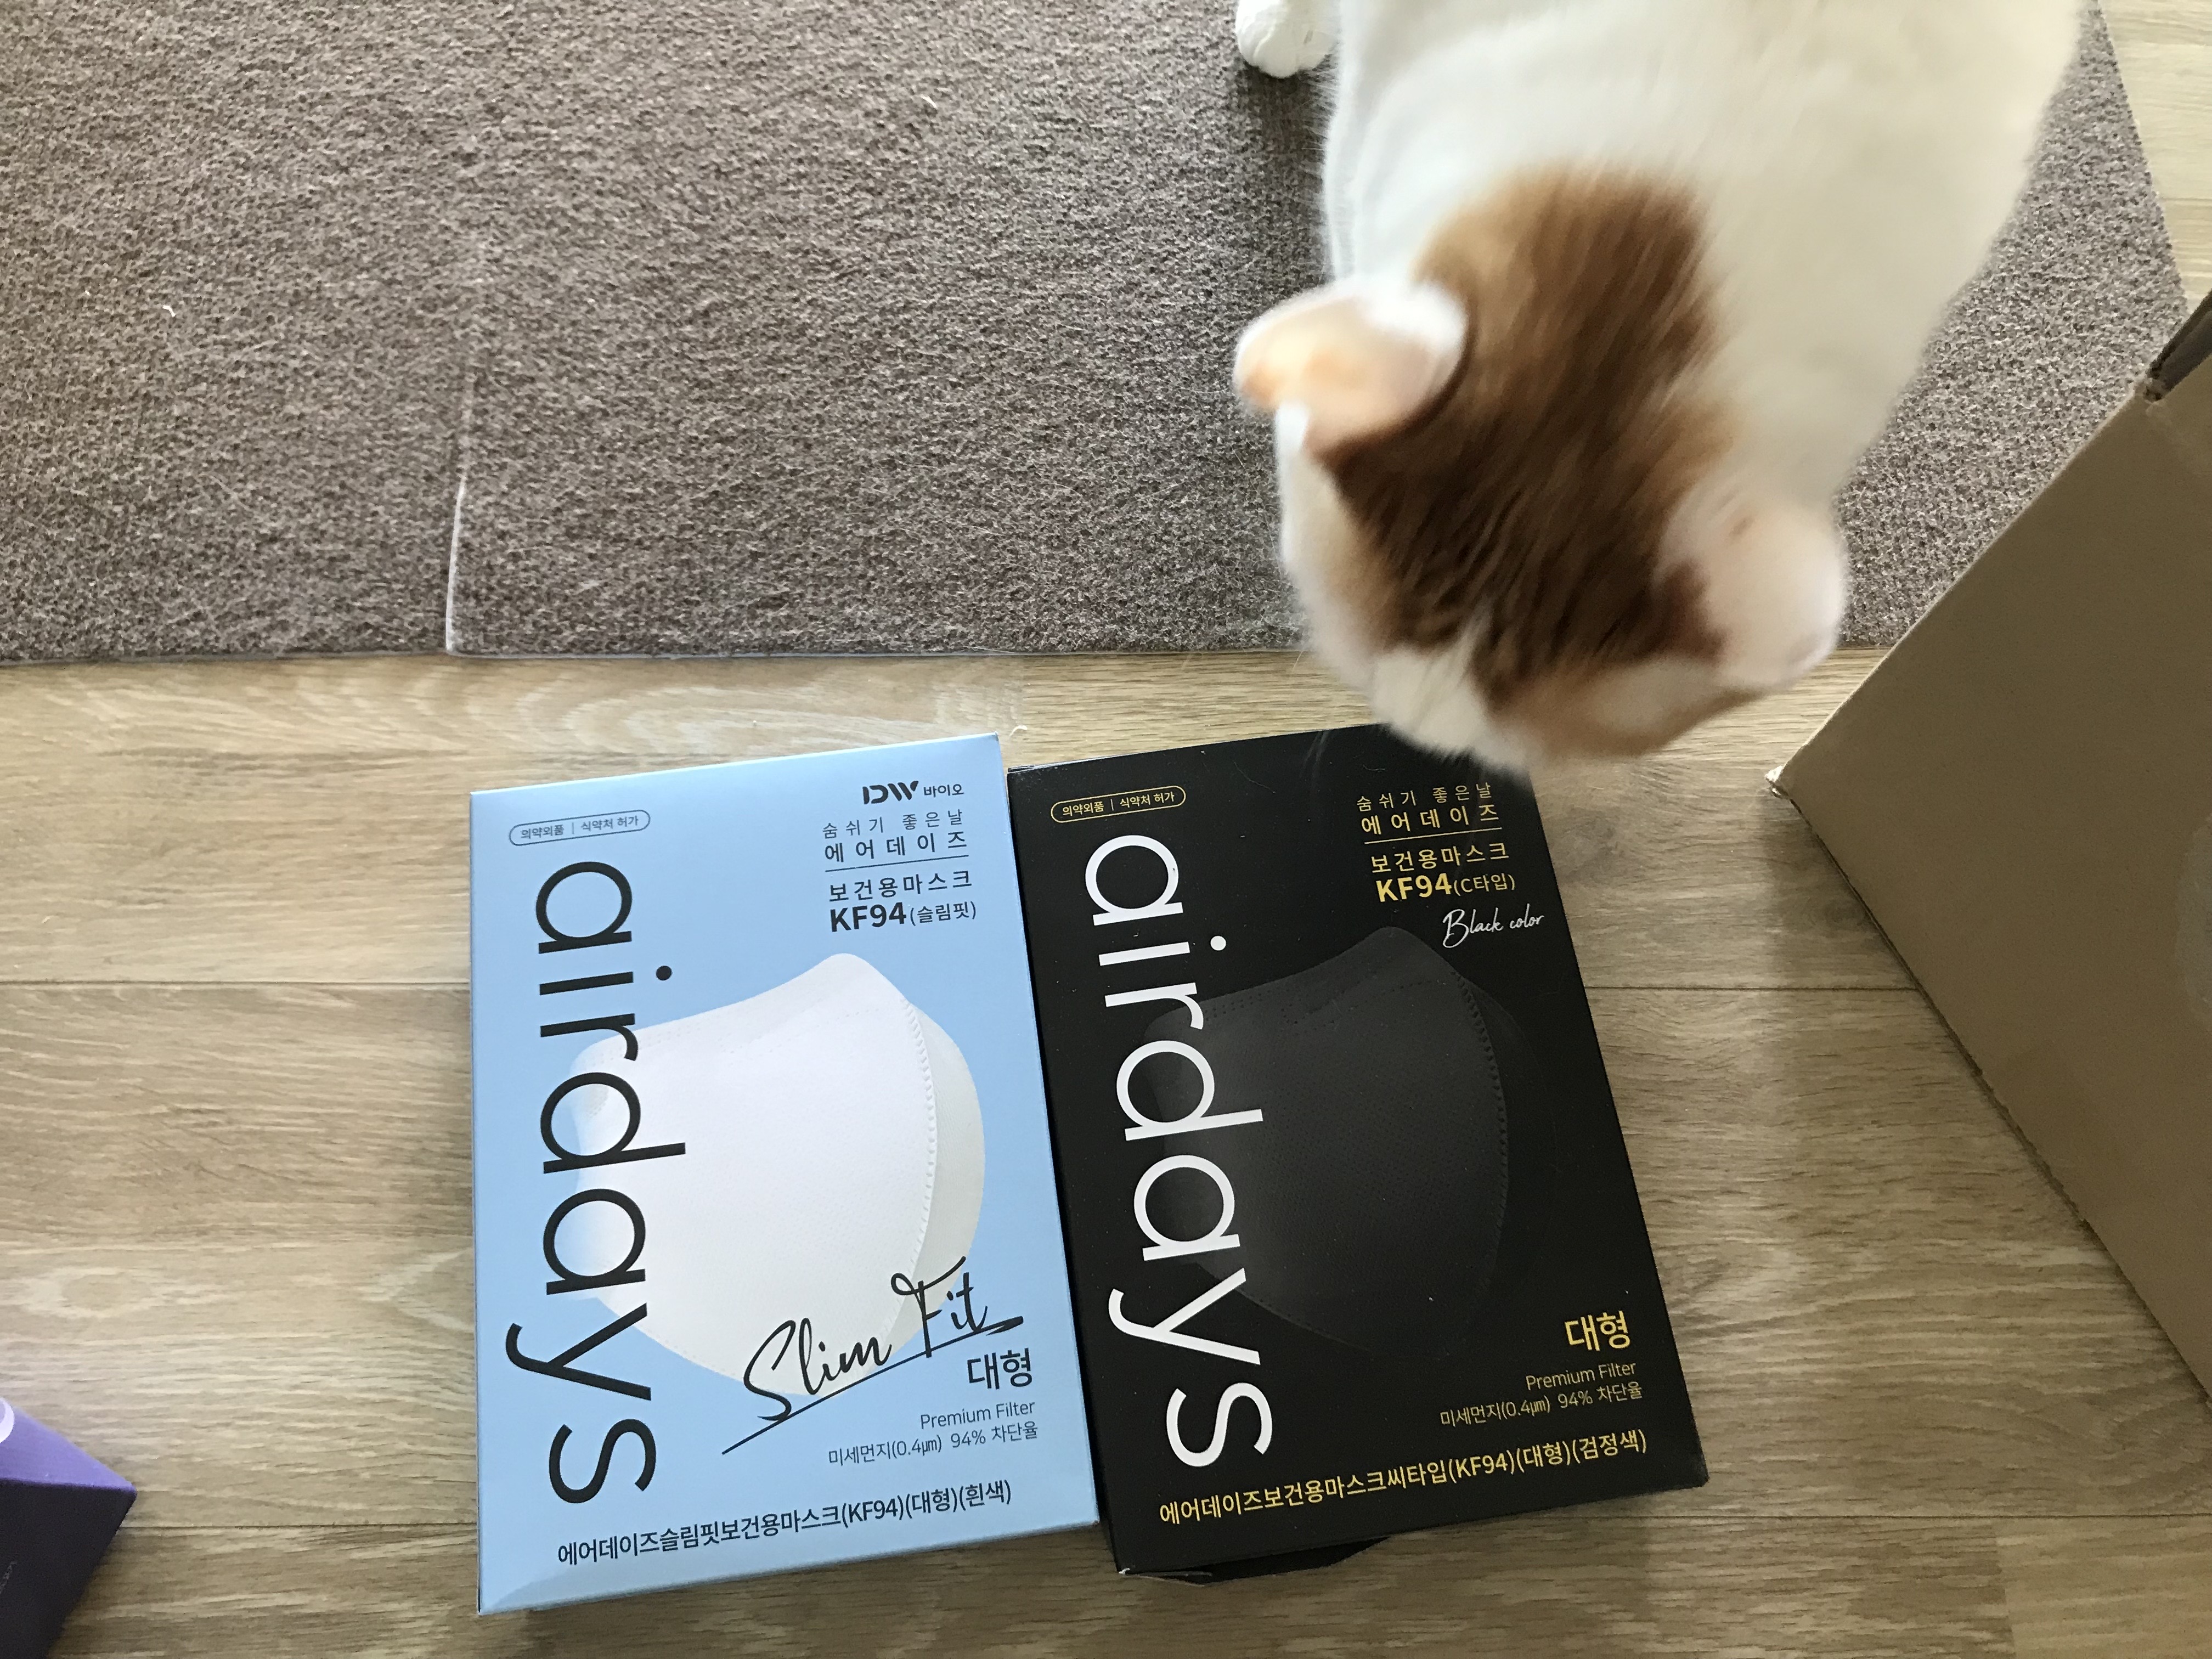 의약외품 | 식약처 허가
DW 바이오
숨쉬기 좋은날
에어데이즈
보건용마스크
KF94(슬림핏)
airdays
Slim Fit
대형
Premium Filter
미세먼지(0.4㎛) 94% 차단율
에어데이즈슬림핏보건용마스크(KF94)(대형)(흰색)
의약외품 | 식약처 허가
숨쉬기 좋은날
에어데이즈
보건용마스크
KF94(C타입)
Black color
airdays
대형
Premium Filter
미세먼지(0.4㎛) 94% 차단율
에어데이즈보건용마스크씨타입(KF94)(대형)(검정색)